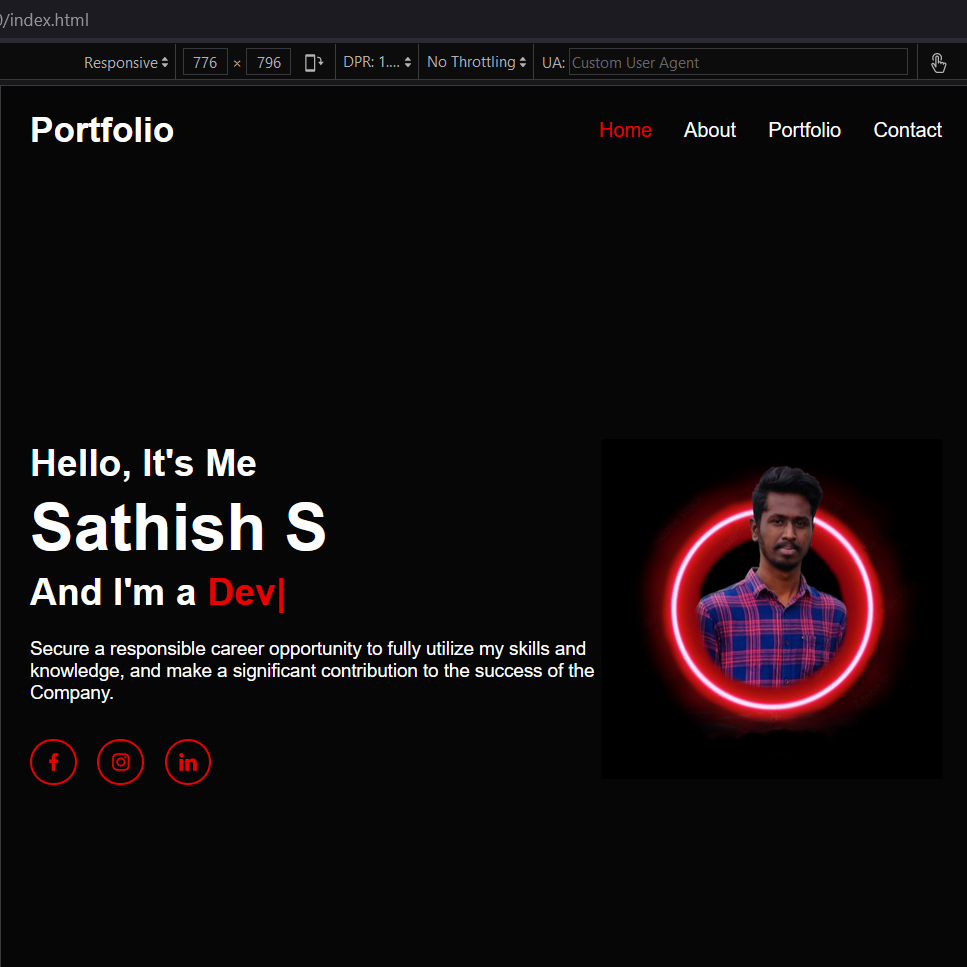 0/index.html
Responsive 776 × 796 DPR: 1.... No Throttling UA: Custom User Agent
Portfolio Home About Portfolio Contact
Hello, It's Me
Sathish S
And I'm a Dev|
Secure a responsible career opportunity to fully utilize my skills and
knowledge, and make a significant contribution to the success of the
Company.